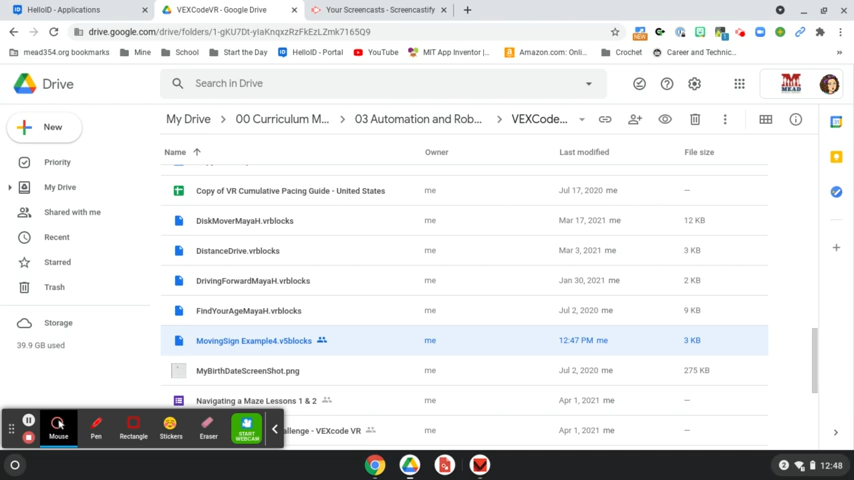 HelloID - Applications
VEXCodeVR - Google Drive
Your Screencasts - Screencastify
drive.google.com/drive/folders/1-gKU7Dt-yIaKnqxzRzFkEzLZmk7165Q9
NEW
mead354.org bookmarks
Mine
School
Start the Day
HelloID - Portal
YouTube
MIT App Inventor |...
Amazon.com: Onli...
Crochet
Career and Technic...
Drive
Search in Drive
MEAD
New
My Drive
00 Curriculum M...
03 Automation and Rob...
VEXCode...
Priority
My Drive
Shared with me
Recent
Starred
Trash
Storage
39.9 GB used
Name
Owner
Last modified
File size
Copy of VR Cumulative Pacing Guide - United States
me
Jul 17, 2020 me
—
DiskMoverMayaH.vrblocks
me
Mar 17, 2021 me
12 KB
DistanceDrive.vrblocks
me
Mar 3, 2021 me
3 KB
DrivingForwardMayaH.vrblocks
me
Jan 30, 2021 me
2 KB
FindYourAgeMayaH.vrblocks
me
Jul 2, 2020 me
9 KB
MovingSign Example4.v5blocks
me
12:47 PM me
3 KB
MyBirthDateScreenShot.png
me
Jul 2, 2020 me
275 KB
Navigating a Maze Lessons 1 & 2
me
Apr 1, 2021 me
—
allenge - VEXcode VR
me
Apr 1, 2021 me
—
Mouse
Pen
Rectangle
Stickers
Eraser
START
WEBCAM
2
12:48